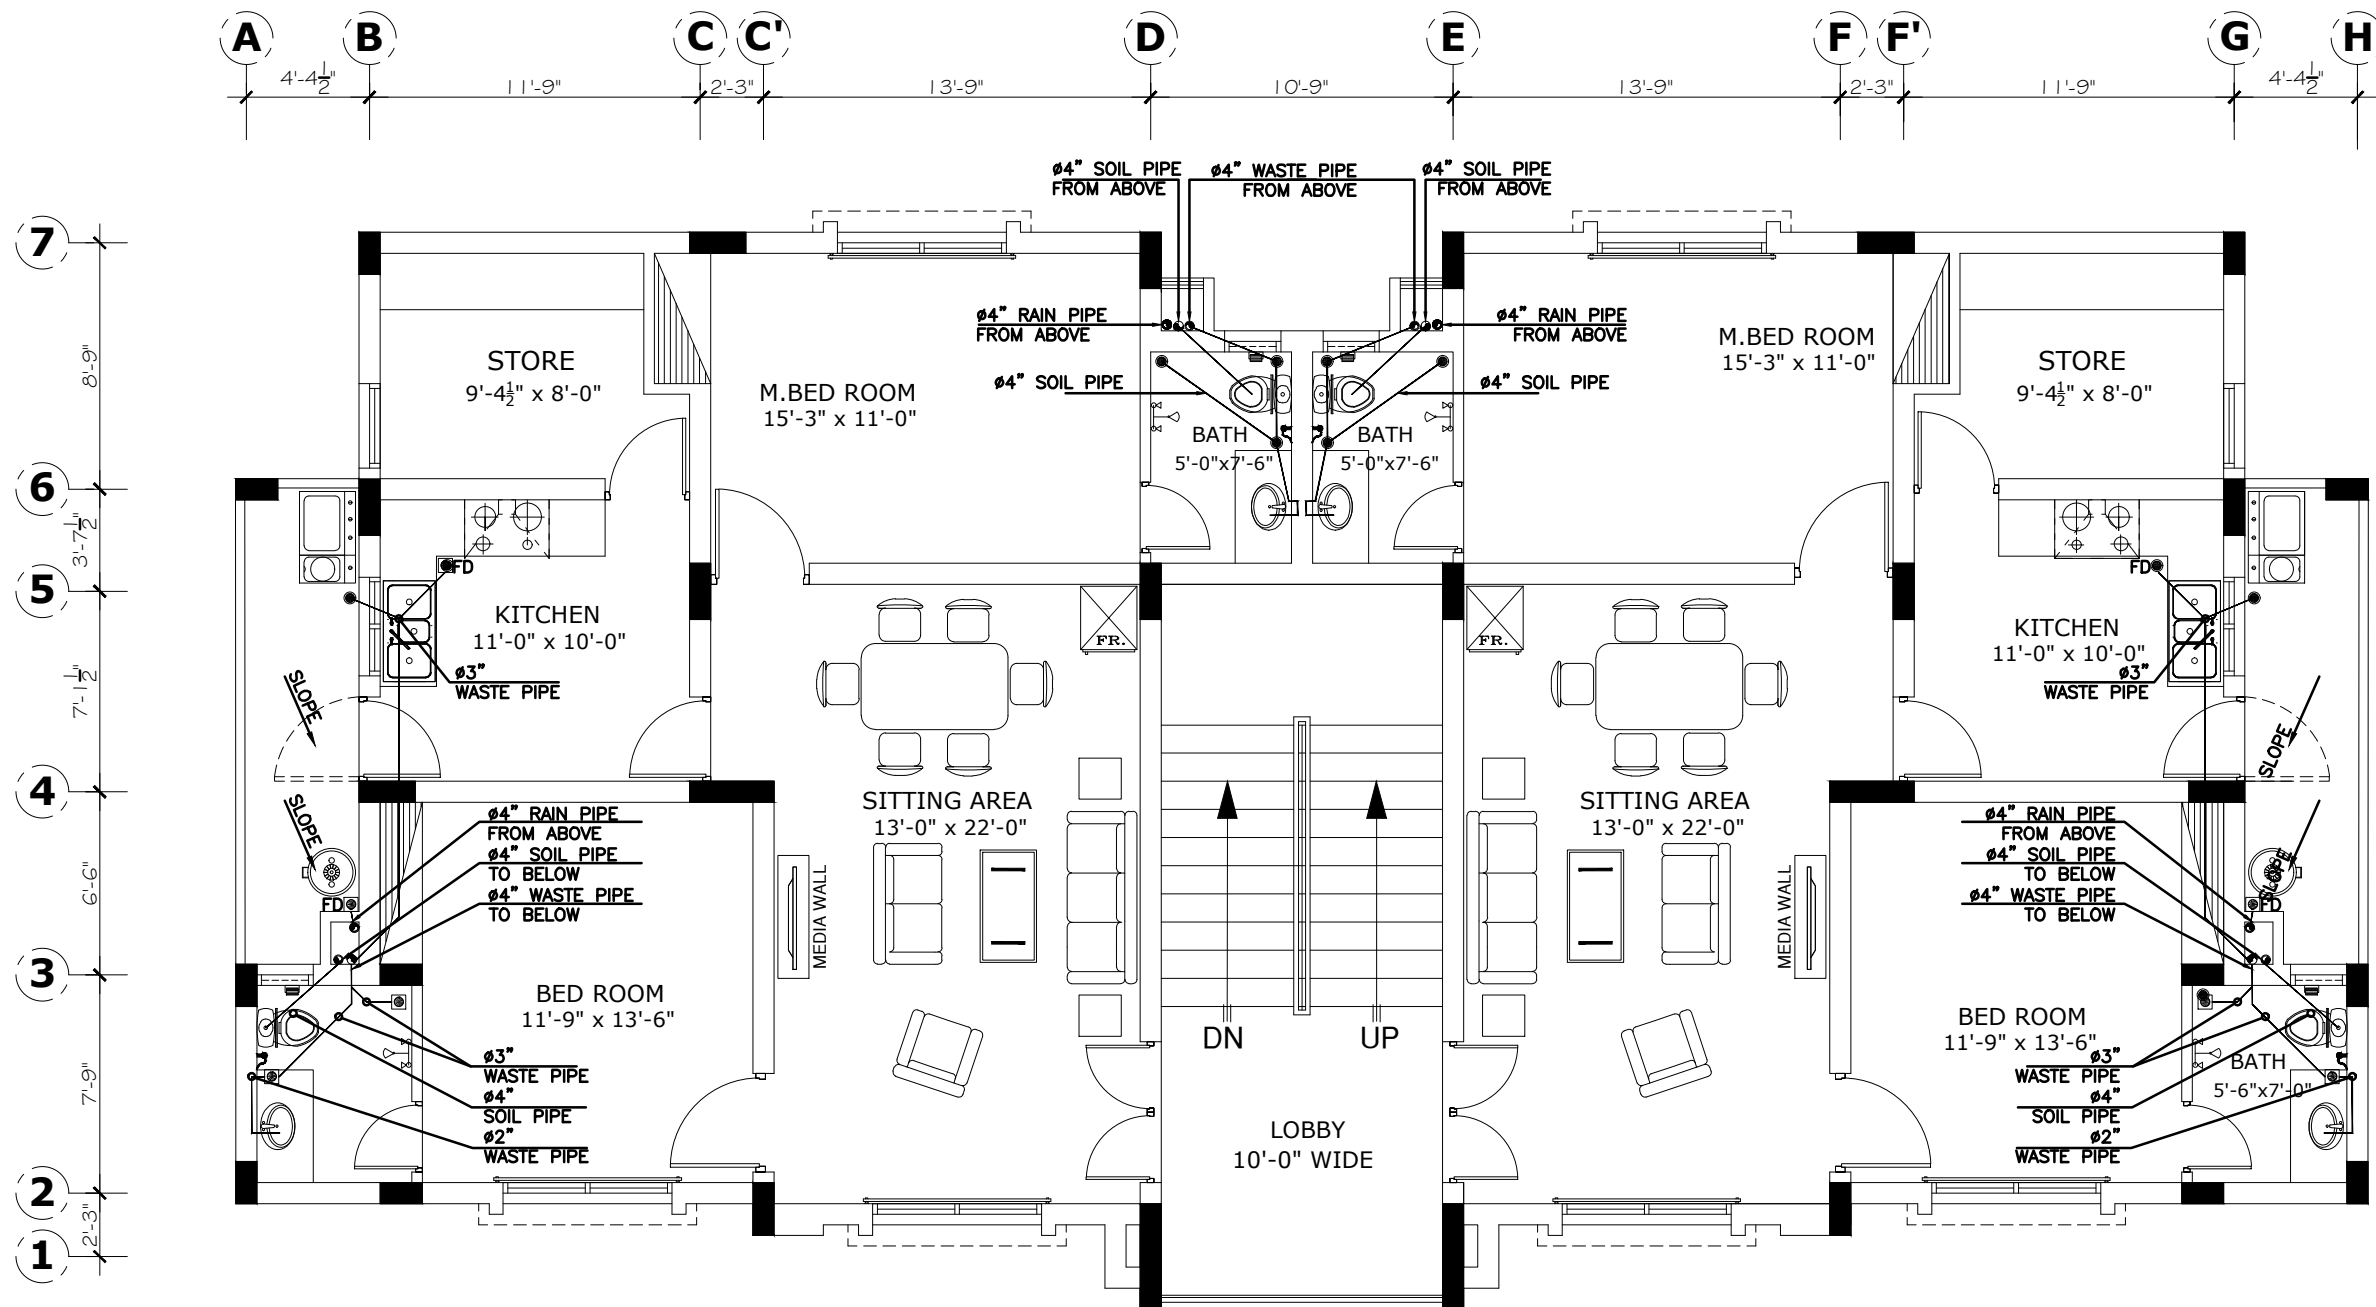 A B C C' D E F F' G H
4'-4 1/2" 11'-9" 2'-3" 13'-9" 10'-9" 13'-9" 2'-3" 11'-9" 4'-4 1/2"
ø4” SOIL PIPE
FROM ABOVE
ø4” WASTE PIPE
FROM ABOVE
ø4” SOIL PIPE
FROM ABOVE
7
ø4” RAIN PIPE
FROM ABOVE
ø4” RAIN PIPE
FROM ABOVE
8'-9"
STORE
9'-4½" x 8'-0"
M.BED ROOM
15'-3" x 11'-0"
ø4” SOIL PIPE
ø4” SOIL PIPE
M.BED ROOM
15'-3" x 11'-0"
STORE
9'-4½" x 8'-0"
BATH
5'-0"x7'-6"
BATH
5'-0"x7'-6"
6
3'-7 1/2"
FD
FD
5
KITCHEN
11'-0" x 10'-0"
FR.
FR.
KITCHEN
11'-0" x 10'-0"
ø3”
WASTE PIPE
ø3”
WASTE PIPE
7'-1 1/2"
SLOPE
SLOPE
4
SLOPE
ø4” RAIN PIPE
FROM ABOVE
ø4” SOIL PIPE
TO BELOW
ø4” WASTE PIPE
TO BELOW
SITTING AREA
13'-0" x 22'-0"
SITTING AREA
13'-0" x 22'-0"
ø4” RAIN PIPE
FROM ABOVE
ø4” SOIL PIPE
TO BELOW
ø4” WASTE PIPE
TO BELOW
SLOPE
6'-6"
FD
FD
MEDIA WALL
MEDIA WALL
3
BED ROOM
11'-9" x 13'-6"
DN
UP
BED ROOM
11'-9" x 13'-6"
ø3”
WASTE PIPE
ø4”
SOIL PIPE
ø2”
WASTE PIPE
ø3”
WASTE PIPE
ø4”
SOIL PIPE
ø2”
WASTE PIPE
BATH
5'-6"x7'-0"
7'-9"
LOBBY
10'-0" WIDE
2
2'-3"
1